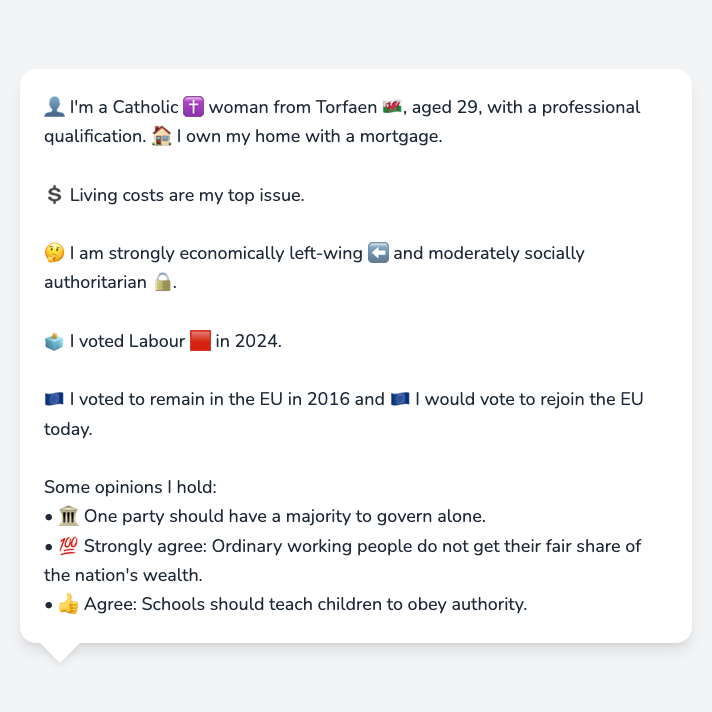 👤 I'm a Catholic ✝️ woman from Torfaen 🏴󠁧󠁢󠁷󠁬󠁳󠁿, aged 29, with a professional
qualification. 🏠 I own my home with a mortgage.
💲 Living costs are my top issue.
🤔 I am strongly economically left-wing ⬅️ and moderately socially
authoritarian 🔒.
🗳️ I voted Labour 🟥 in 2024.
🇪🇺 I voted to remain in the EU in 2016 and 🇪🇺 I would vote to rejoin the EU
today.
Some opinions I hold:
• 🏛️ One party should have a majority to govern alone.
• 💯 Strongly agree: Ordinary working people do not get their fair share of
the nation's wealth.
• 👍 Agree: Schools should teach children to obey authority.